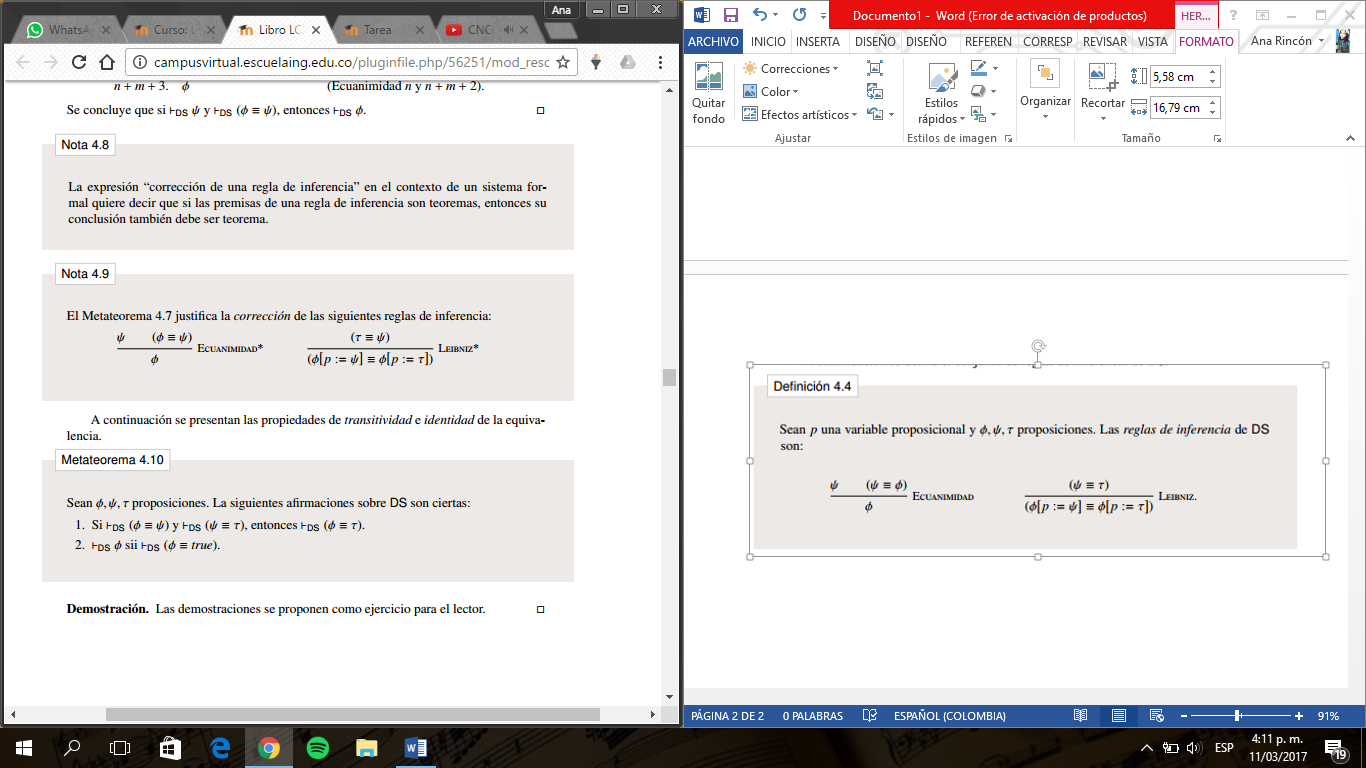 Ana
WhatsA
Curso: L
Libro LC
Tarea
CNC
campusvirtual.escuelaing.edu.co/pluginfile.php/56251/mod_resc
n + m + 3. ϕ (Ecuanimidad n y n + m + 2).
Se concluye que si ⊢DS ψ y ⊢DS (ϕ ≡ ψ), entonces ⊢DS ϕ.
Nota 4.8
La expresión “corrección de una regla de inferencia” en el contexto de un sistema for-
mal quiere decir que si las premisas de una regla de inferencia son teoremas, entonces su
conclusión también debe ser teorema.
Nota 4.9
El Metateorema 4.7 justifica la corrección de las siguientes reglas de inferencia:
ψ (ϕ ≡ ψ) (τ ≡ ψ)
Ecuanimidad* Leibniz*
ϕ (ϕ[p := ψ] ≡ ϕ[p := τ])
A continuación se presentan las propiedades de transitividad e identidad de la equiva-
lencia.
Metateorema 4.10
Sean ϕ, ψ, τ proposiciones. La siguientes afirmaciones sobre DS son ciertas:
1. Si ⊢DS (ϕ ≡ ψ) y ⊢DS (ψ ≡ τ), entonces ⊢DS (ϕ ≡ τ).
2. ⊢DS ϕ sii ⊢DS (ϕ ≡ true).
Demostración. Las demostraciones se proponen como ejercicio para el lector.
Documento1 - Word (Error de activación de productos)
HER...
ARCHIVO INICIO INSERTA DISEÑO DISEÑO REFEREN CORRESP REVISAR VISTA FORMATO Ana Rincón
Quitar
fondo
Correcciones
Color
Efectos artísticos
Ajustar
Estilos
rápidos
Estilos de imagen
Organizar
Recortar
5,58 cm
16,79 cm
Tamaño
Definición 4.4
Sean p una variable proposicional y ϕ, ψ, τ proposiciones. Las reglas de inferencia de DS
son:
ψ (ψ ≡ ϕ) (ψ ≡ τ)
Ecuanimidad Leibniz.
ϕ (ϕ[p := ψ] ≡ ϕ[p := τ])
PÁGINA 2 DE 2 0 PALABRAS ESPAÑOL (COLOMBIA) 91%
ESP
4:11 p. m.
11/03/2017
19